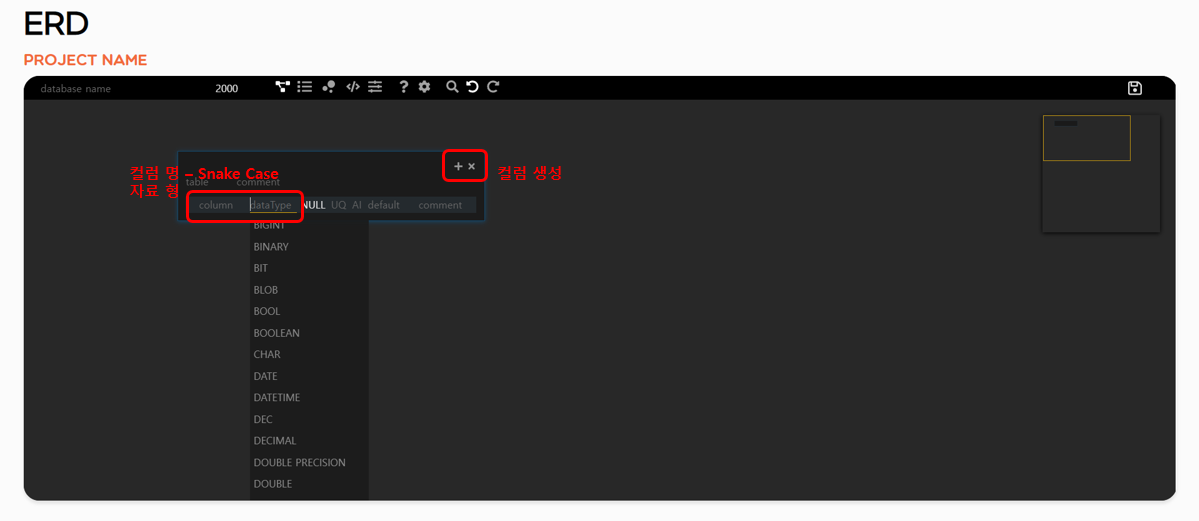 ERD
PROJECT NAME
database name 2000
컬럼 명 – Snake Case
자료 형
컬럼 생성
table comment
column dataType NULL UQ AI default comment
BIGINT
BINARY
BIT
BLOB
BOOL
BOOLEAN
CHAR
DATE
DATETIME
DEC
DECIMAL
DOUBLE PRECISION
DOUBLE